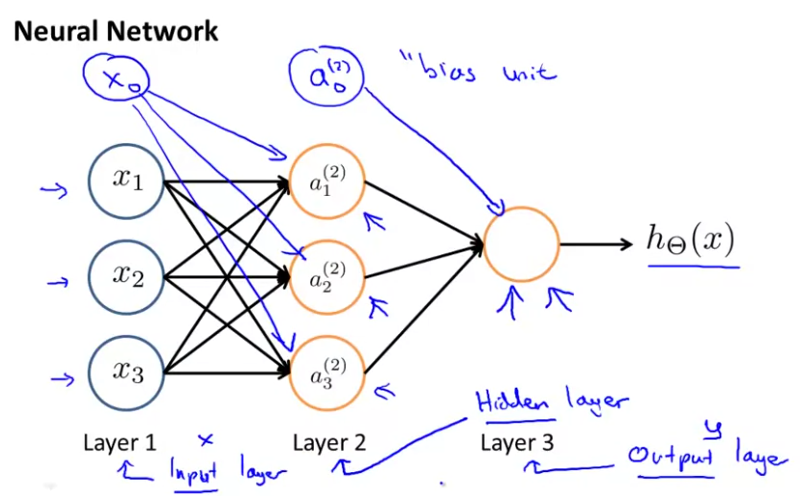 Neural Network
x₀ a₀⁽²⁾ "bias unit
x₁ a₁⁽²⁾
h_Θ(x)
x₂ a₂⁽²⁾
x₃ a₃⁽²⁾
Hidden layer
Layer 1 x Layer 2 Layer 3 y
Input layer Output laye